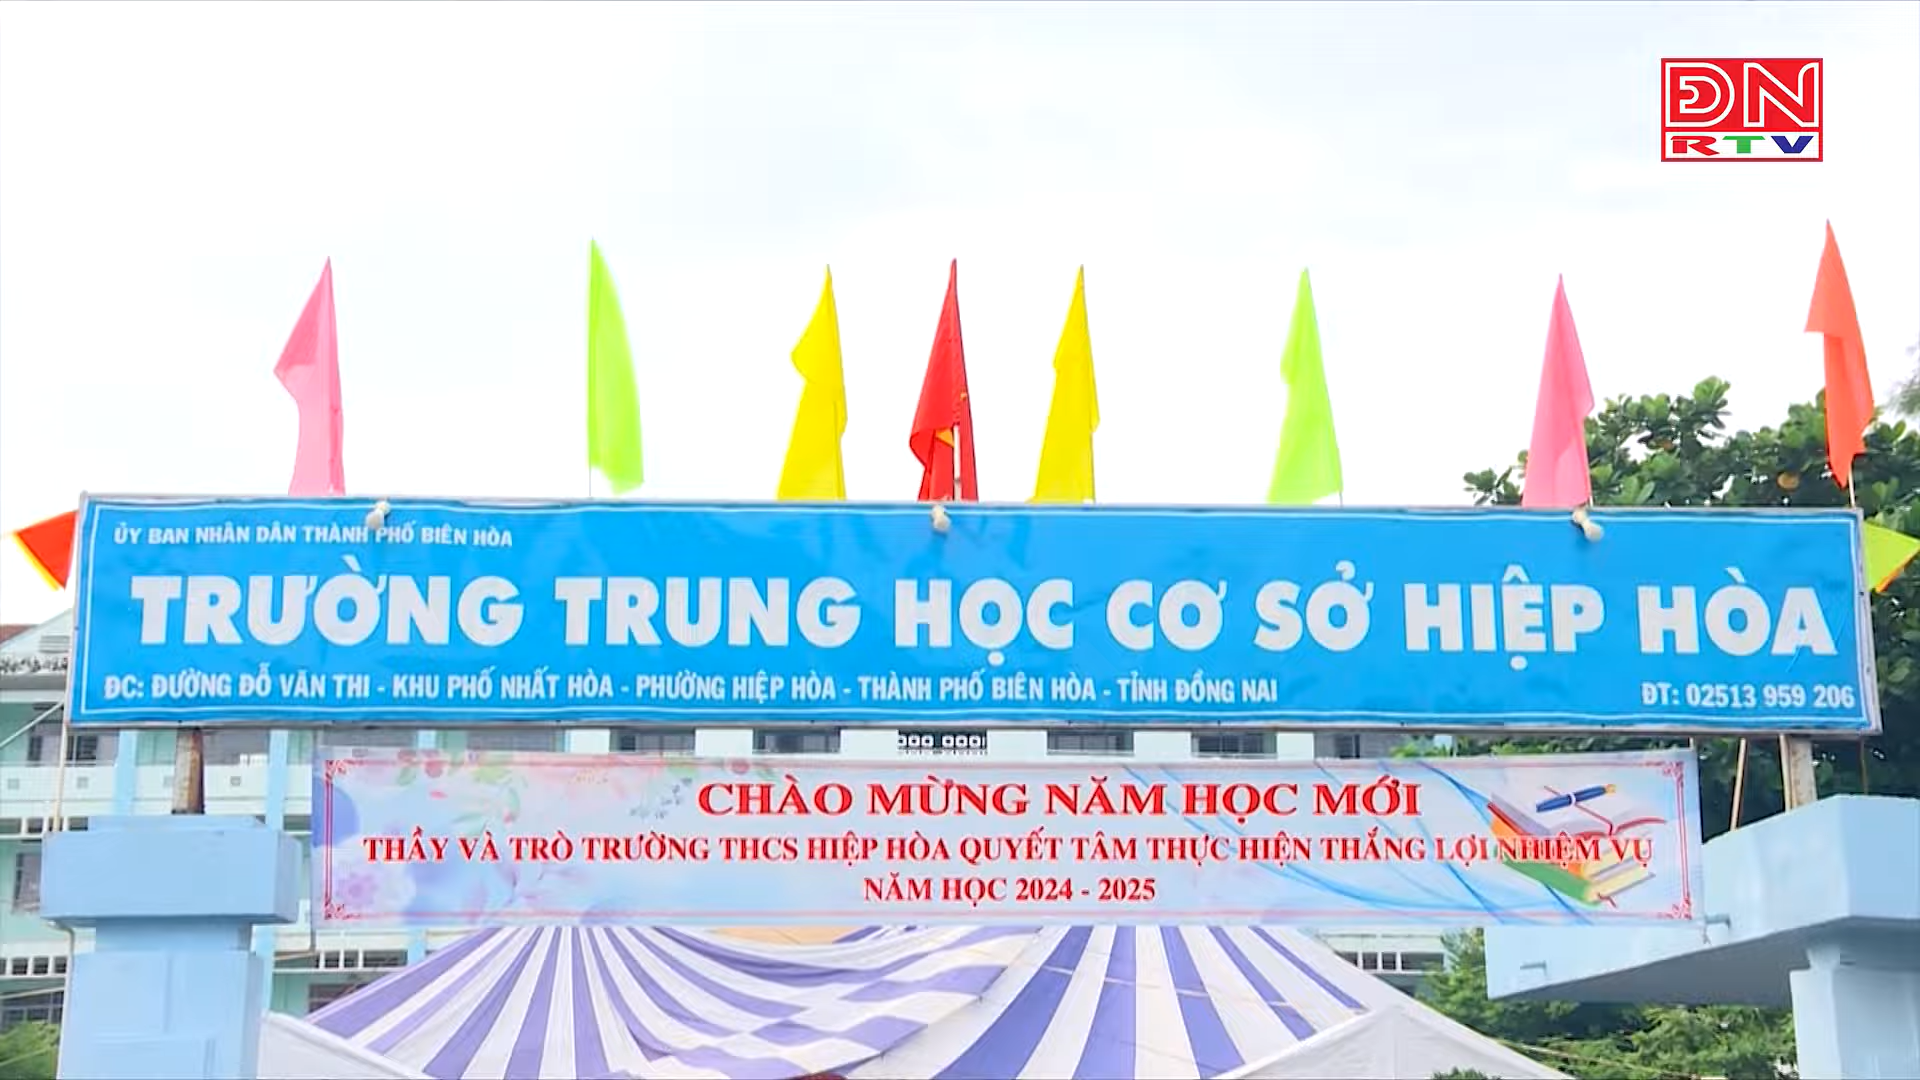 ĐN
RTV
ỦY BAN NHÂN DÂN THÀNH PHỐ BIÊN HÒA
TRƯỜNG TRUNG HỌC CƠ SỞ HIỆP HÒA
ĐC: ĐƯỜNG ĐỖ VĂN THI - KHU PHỐ NHẤT HÒA - PHƯỜNG HIỆP HÒA - THÀNH PHỐ BIÊN HÒA - TỈNH ĐỒNG NAI
ĐT: 02513 959 206
CHÀO MỪNG NĂM HỌC MỚI
THẦY VÀ TRÒ TRƯỜNG THCS HIỆP HÒA QUYẾT TÂM THỰC HIỆN THẮNG LỢI NHIỆM VỤ
NĂM HỌC 2024 - 2025